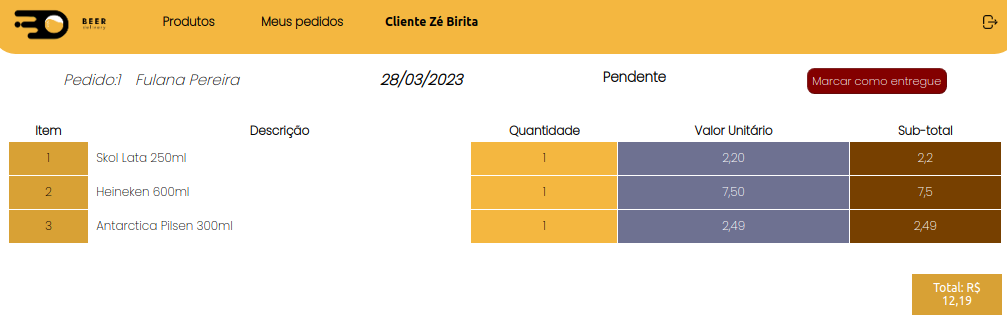 BEER
delivery
Produtos
Meus pedidos
Cliente Zé Birita
Pedido:1 Fulana Pereira
28/03/2023
Pendente
Marcar como entregue
Item Descrição Quantidade Valor Unitário Sub-total
1 Skol Lata 250ml 1 2,20 2,2
2 Heineken 600ml 1 7,50 7,5
3 Antarctica Pilsen 300ml 1 2,49 2,49
Total: R$
12,19